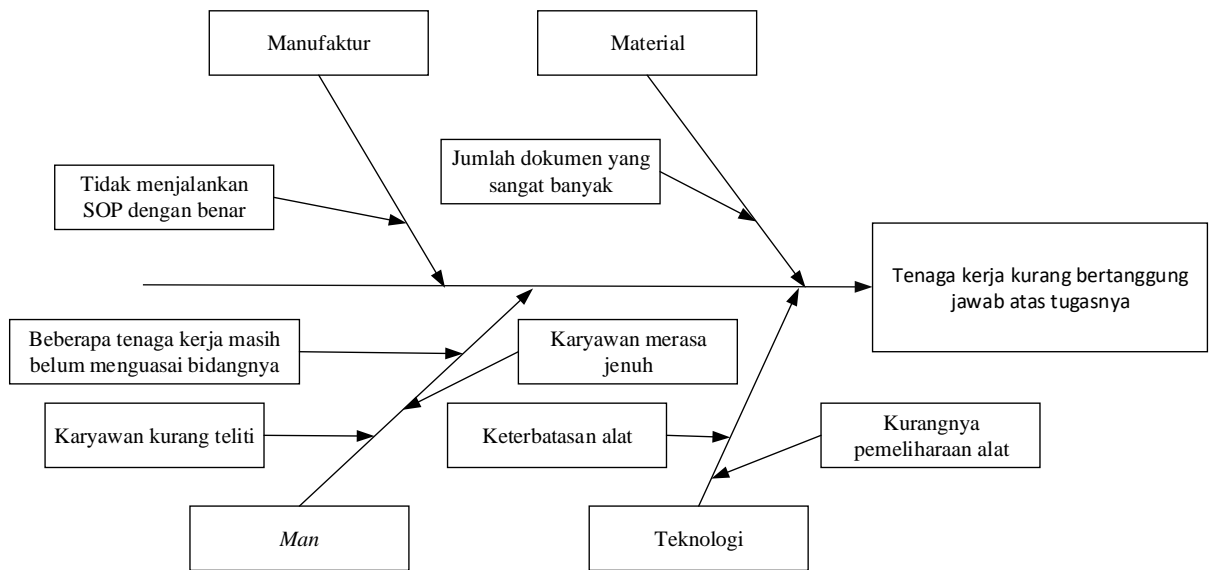 Manufaktur
Material
Jumlah dokumen yang
sangat banyak
Tidak menjalankan
SOP dengan benar
Tenaga kerja kurang bertanggung
jawab atas tugasnya
Beberapa tenaga kerja masih
belum menguasai bidangnya
Karyawan merasa
jenuh
Karyawan kurang teliti
Keterbatasan alat
Kurangnya
pemeliharaan alat
Man
Teknologi